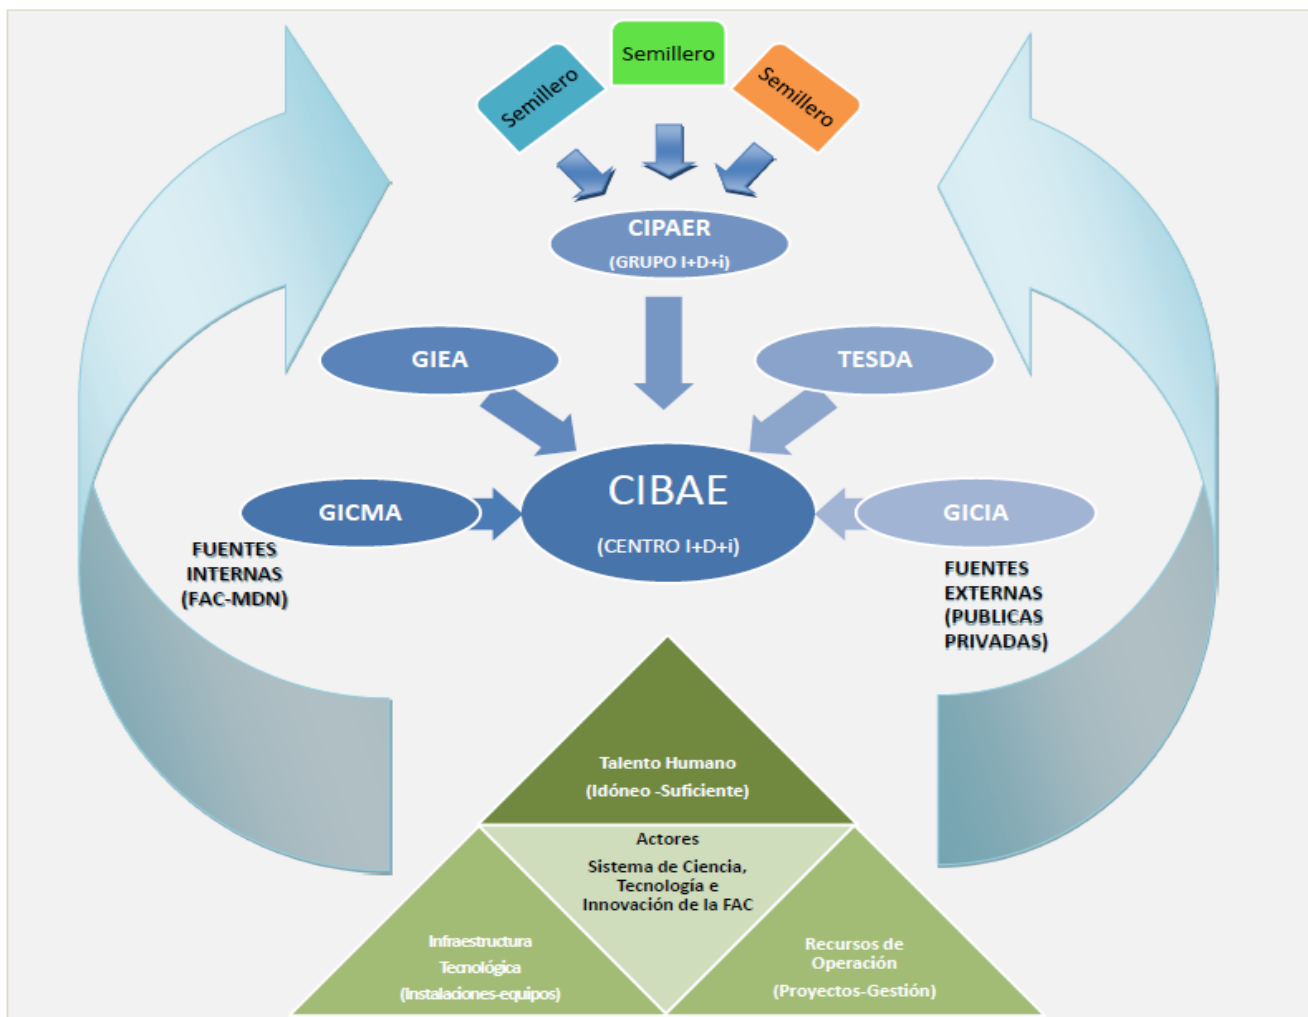 Semillero
Semillero
Semillero
CIPAER
(GRUPO I+D+i)
GIEA
TESDA
CIBAE
(CENTRO I+D+i)
GICMA
GICIA
FUENTES
INTERNAS
(FAC-MDN)
FUENTES
EXTERNAS
(PUBLICAS
PRIVADAS)
Talento Humano
(Idóneo -Suficiente)
Actores
Sistema de Ciencia,
Tecnología e
Innovación de la FAC
Infraestructura
Tecnológica
(Instalaciones-equipos)
Recursos de
Operación
(Proyectos-Gestión)